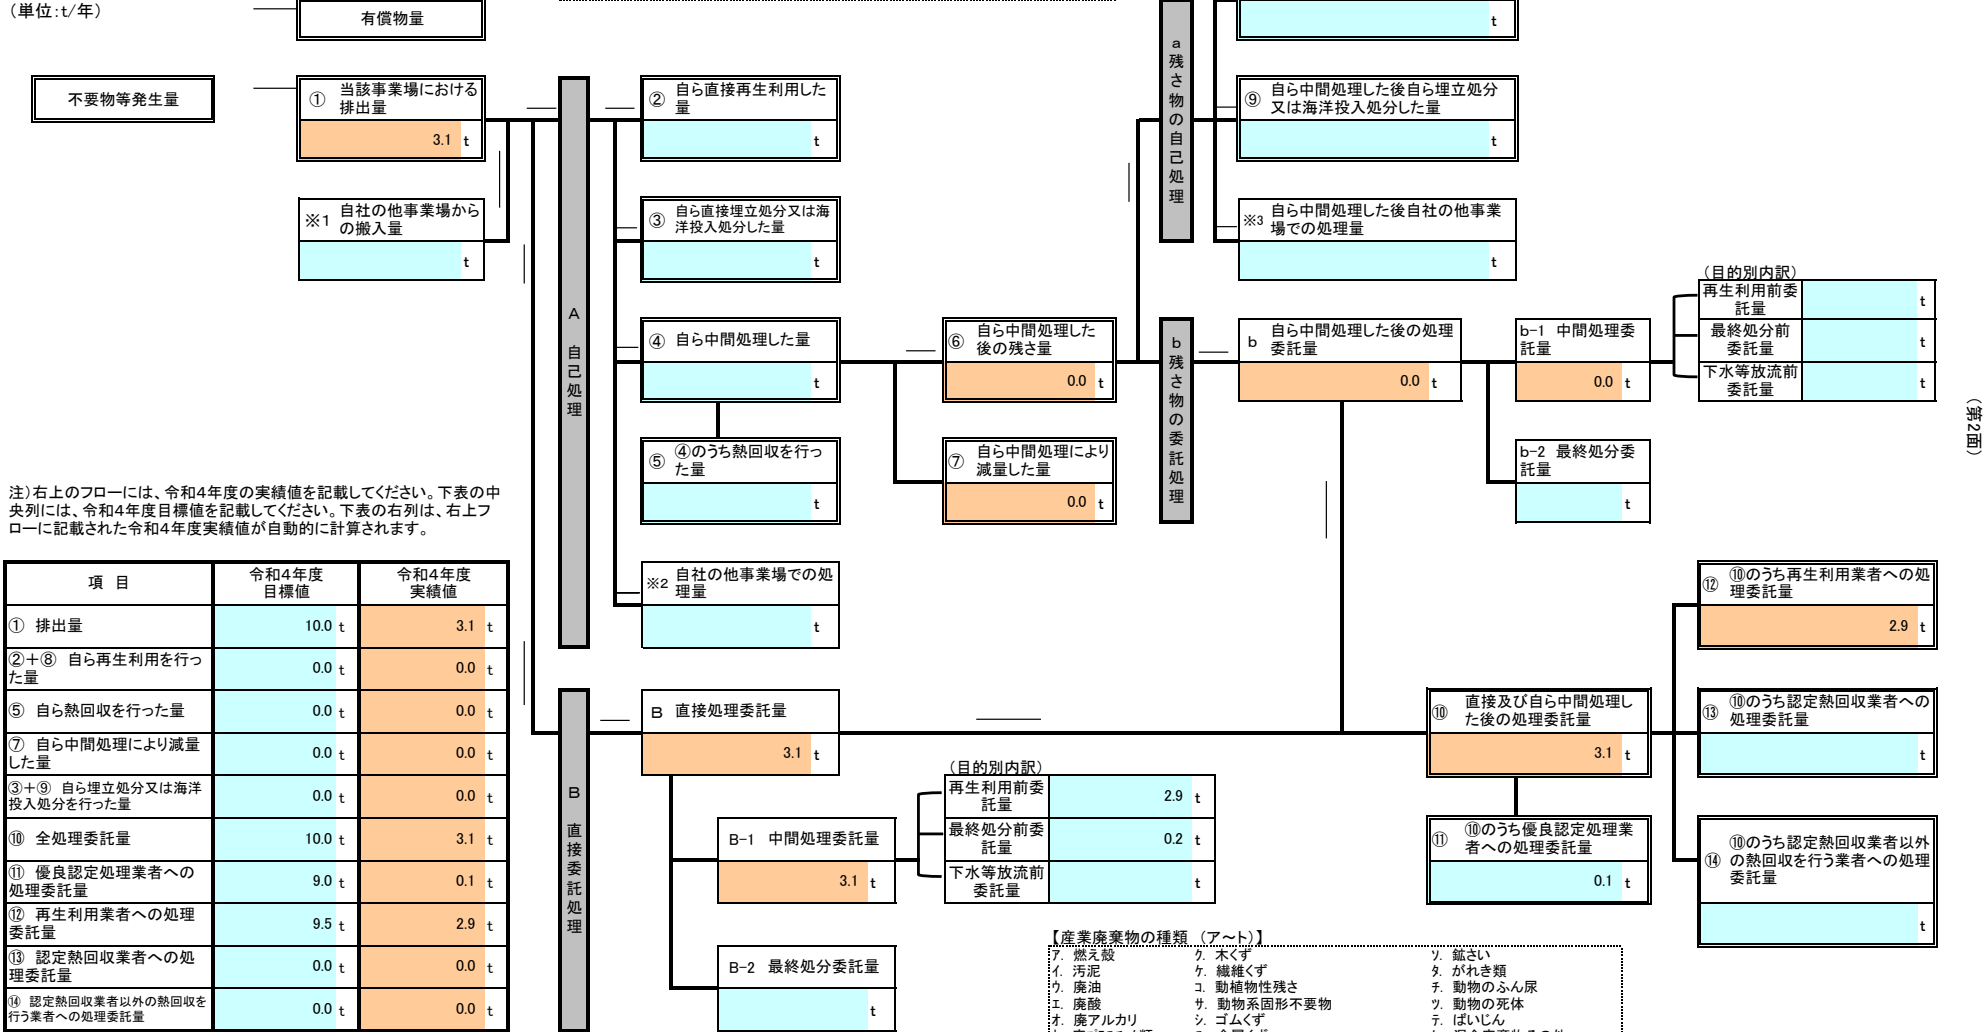 （単位:t/年）
有償物量
t
不要物等発生量
① 当該事業場における
排出量
3.1 t
※1 自社の他事業場から
の搬入量
t
A 自己処理
② 自ら直接再生利用した
量
t
③ 自ら直接埋立処分又は海
洋投入処分した量
t
④ 自ら中間処理した量
t
⑤ ④のうち熱回収を行っ
た量
t
※2 自社の他事業場での処
理量
t
⑥ 自ら中間処理した
後の残さ量
0.0 t
⑦ 自ら中間処理により
減量した量
0.0 t
a 残さ物の自己処理
⑨ 自ら中間処理した後自ら埋立処分
又は海洋投入処分した量
t
※3 自ら中間処理した後自社の他事業
場での処理量
t
b 残さ物の委託処理
b 自ら中間処理した後の処理
委託量
0.0 t
b-1 中間処理委
託量
0.0 t
b-2 最終処分委
託量
t
（目的別内訳）
再生利用前委
託量
t
最終処分前
委託量
t
下水等放流前
委託量
t
（第2面）
注）右上のフローには、令和4年度の実績値を記載してください。下表の中
央列には、令和4年度目標値を記載してください。下表の右列は、右上フ
ローに記載された令和4年度実績値が自動的に計算されます。
項 目 令和4年度
目標値 令和4年度
実績値
① 排出量 10.0 t 3.1 t
②＋⑧ 自ら再生利用を行っ
た量 0.0 t 0.0 t
⑤ 自ら熱回収を行った量 0.0 t 0.0 t
⑦ 自ら中間処理により減量
した量 0.0 t 0.0 t
③＋⑨ 自ら埋立処分又は海洋
投入処分を行った量 0.0 t 0.0 t
⑩ 全処理委託量 10.0 t 3.1 t
⑪ 優良認定処理業者への
処理委託量 9.0 t 0.1 t
⑫ 再生利用業者への処理
委託量 9.5 t 2.9 t
⑬ 認定熱回収業者への処
理委託量 0.0 t 0.0 t
⑭ 認定熱回収業者以外の熱回収を
行う業者への処理委託量 0.0 t 0.0 t
B 直接委託処理
B 直接処理委託量
3.1 t
B-1 中間処理委託量
3.1 t
B-2 最終処分委託量
t
（目的別内訳）
再生利用前委
託量
2.9 t
最終処分前委
託量
0.2 t
下水等放流前
委託量
t
⑩ 直接及び自ら中間処理し
た後の処理委託量
3.1 t
⑪ ⑩のうち優良認定処理業
者への処理委託量
0.1 t
⑫ ⑩のうち再生利用業者への処
理委託量
2.9 t
⑬ ⑩のうち認定熱回収業者への
処理委託量
t
⑭ ⑩のうち認定熱回収業者以外
の熱回収を行う業者への処理
委託量
t
【産業廃棄物の種類 （ア～ト）】
ア. 燃え殻 ク. 木くず ソ. 鉱さい
イ. 汚泥 ケ. 繊維くず タ. がれき類
ウ. 廃油 コ. 動植物性残さ チ. 動物のふん尿
エ. 廃酸 サ. 動物系固形不要物 ツ. 動物の死体
オ. 廃アルカリ シ. ゴムくず テ. ばいじん